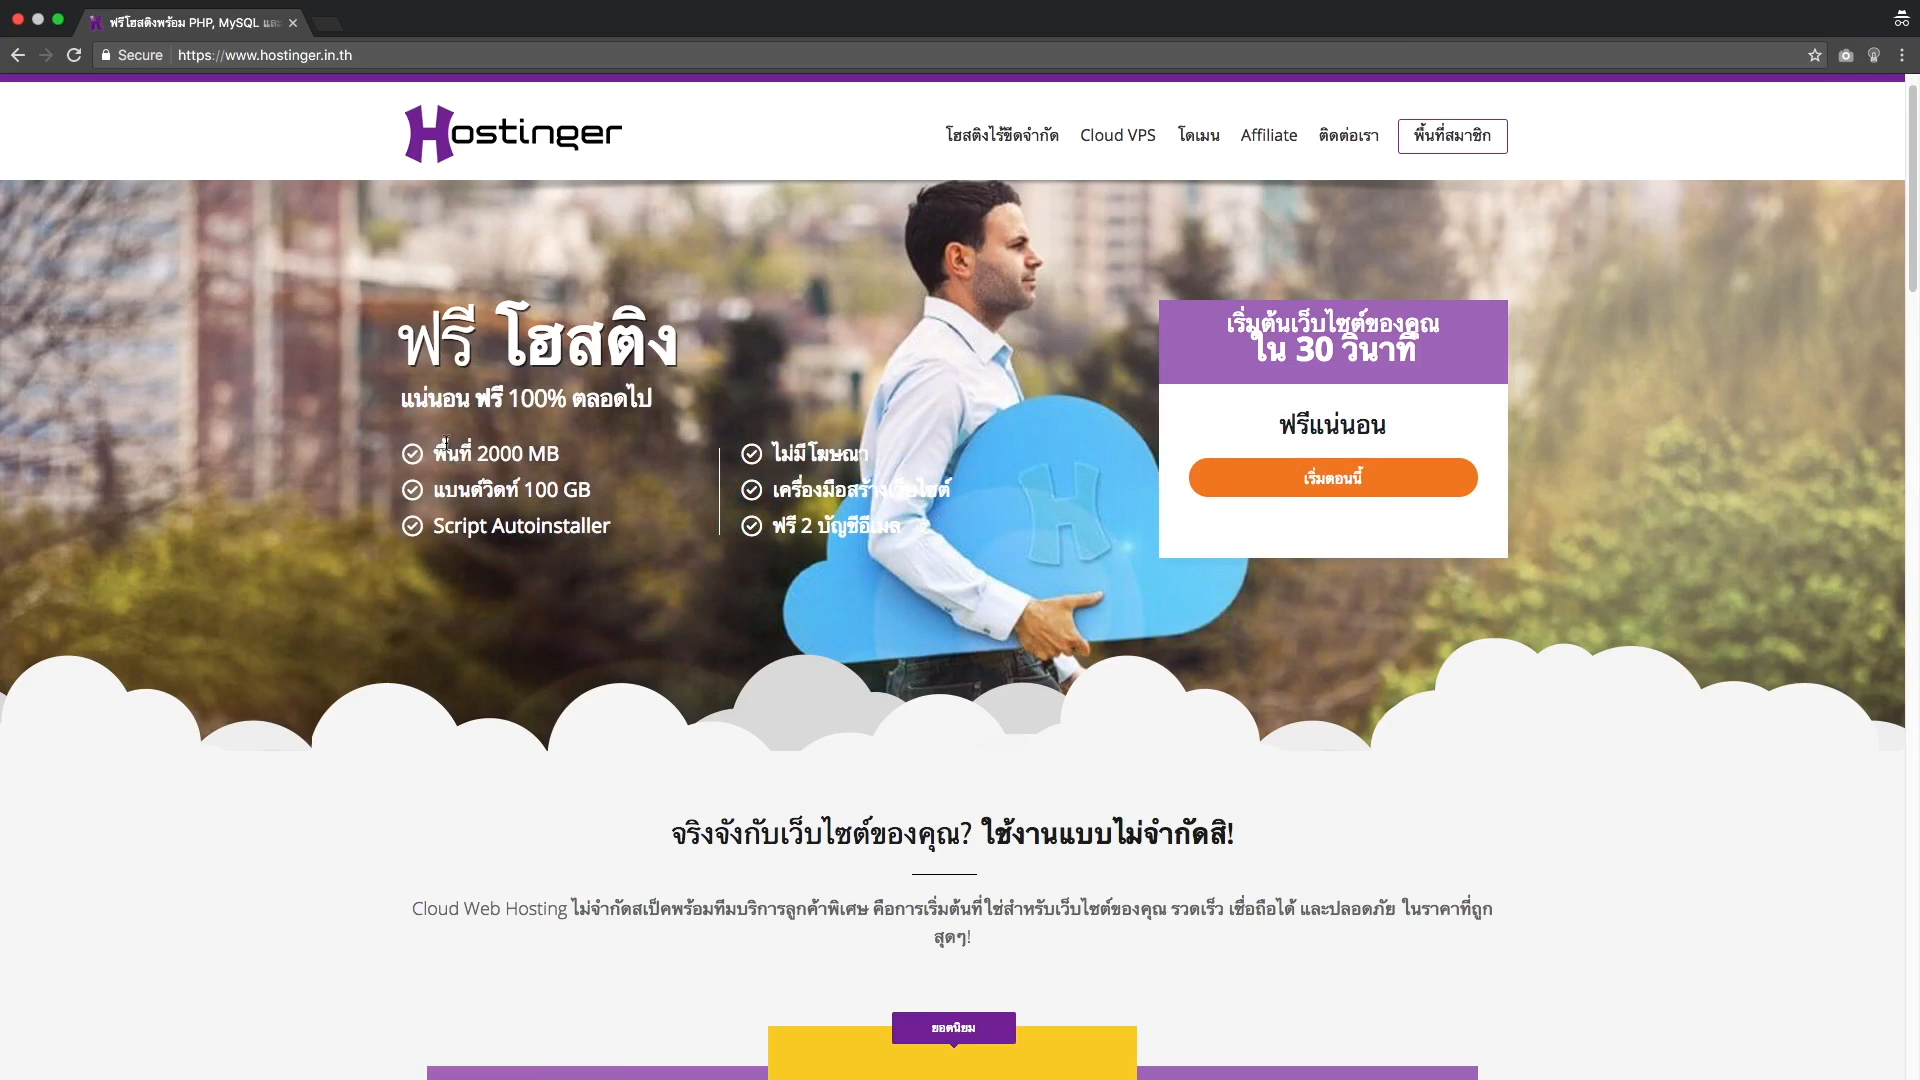 ฟรีโฮสติงพร้อม PHP, MySQL และ
Secure
https://www.hostinger.in.th
Hostinger
โฮสติงไร้ขีดจำกัด
Cloud VPS
โดเมน
Affiliate
ติดต่อเรา
พื้นที่สมาชิก
ฟรี โฮสติง
แน่นอน ฟรี 100% ตลอดไป
พื้นที่ 2000 MB
แบนด์วิดท์ 100 GB
Script Autoinstaller
ไม่มีโฆษณา
เครื่องมือสร้างเว็บไซต์
ฟรี 2 บัญชีอีเมล
เริ่มต้นเว็บไซต์ของคุณ
ใน 30 วินาที
ฟรีแน่นอน
เริ่มตอนนี้
จริงจังกับเว็บไซต์ของคุณ? ใช้งานแบบไม่จำกัดสิ!
Cloud Web Hosting ไม่จำกัดสเป็คพร้อมทีมบริการลูกค้าพิเศษ คือการเริ่มต้นที่ใช่สำหรับเว็บไซต์ของคุณ รวดเร็ว เชื่อถือได้ และปลอดภัย ในราคาที่ถูก
สุดๆ!
ยอดนิยม